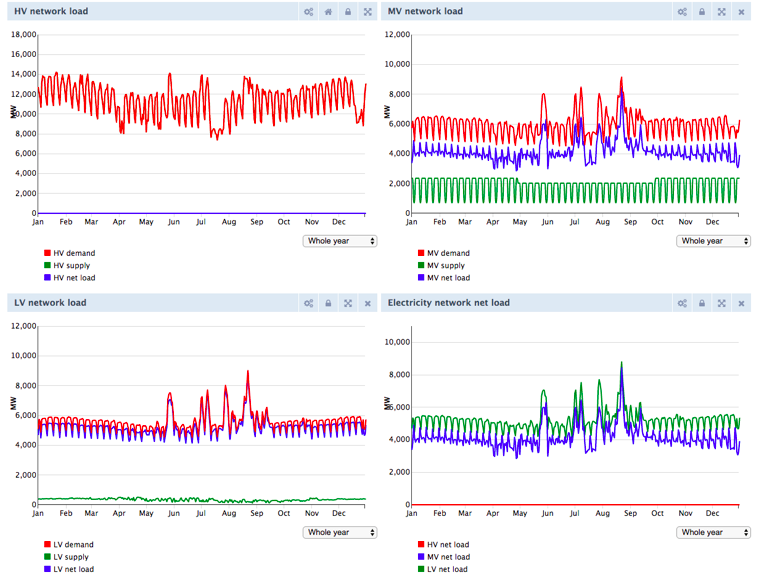 HV network load
18,000
16,000
14,000
12,000
10,000
8,000
6,000
4,000
2,000
0
MW
Jan Feb Mar Apr May Jun Jul Aug Sep Oct Nov Dec
Whole year
HV demand
HV supply
HV net load
MV network load
12,000
10,000
8,000
6,000
4,000
2,000
0
MW
Jan Feb Mar Apr May Jun Jul Aug Sep Oct Nov Dec
Whole year
MV demand
MV supply
MV net load
LV network load
12,000
10,000
8,000
6,000
4,000
2,000
0
MW
Jan Feb Mar Apr May Jun Jul Aug Sep Oct Nov Dec
Whole year
LV demand
LV supply
LV net load
Electricity network net load
10,000
8,000
6,000
4,000
2,000
0
MW
Jan Feb Mar Apr May Jun Jul Aug Sep Oct Nov Dec
Whole year
HV net load
MV net load
LV net load